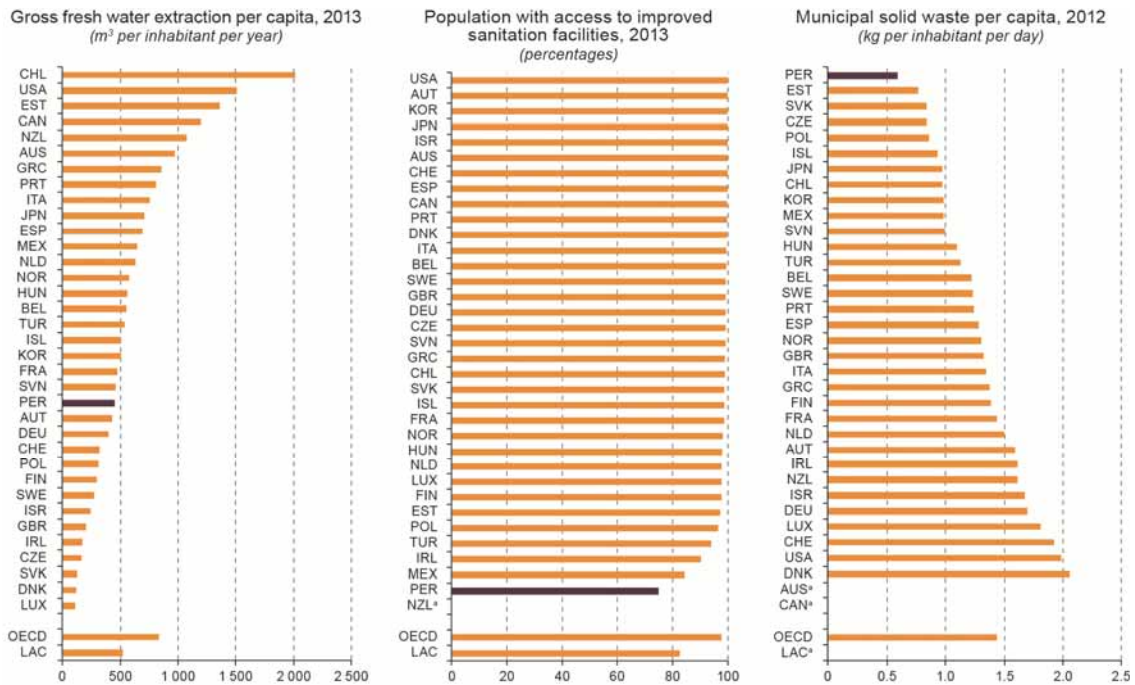 Gross fresh water extraction per capita, 2013
(m³ per inhabitant per year)
CHL
USA
EST
CAN
NZL
AUS
GRC
PRT
ITA
JPN
ESP
MEX
NLD
NOR
HUN
BEL
TUR
ISL
KOR
FRA
SVN
PER
AUT
DEU
CHE
POL
FIN
SWE
ISR
GBR
IRL
CZE
SVK
DNK
LUX
OECD
LAC
0 500 1 000 1 500 2 000 2 500
Population with access to improved
sanitation facilities, 2013
(percentages)
USA
AUT
KOR
JPN
ISR
AUS
CHE
ESP
CAN
PRT
DNK
ITA
BEL
SWE
GBR
DEU
CZE
SVN
GRC
CHL
SVK
ISL
FRA
NOR
HUN
NLD
LUX
FIN
EST
POL
TUR
IRL
MEX
PER
NZLᵃ
OECD
LAC
0 20 40 60 80 100
Municipal solid waste per capita, 2012
(kg per inhabitant per day)
PER
EST
SVK
CZE
POL
ISL
JPN
CHL
KOR
MEX
SVN
HUN
TUR
BEL
SWE
PRT
ESP
NOR
GBR
ITA
GRC
FIN
FRA
NLD
AUT
IRL
NZL
ISR
DEU
LUX
CHE
USA
DNK
AUSᵃ
CANᵃ
OECD
LACᵃ
0 0.5 1.0 1.5 2.0 2.5